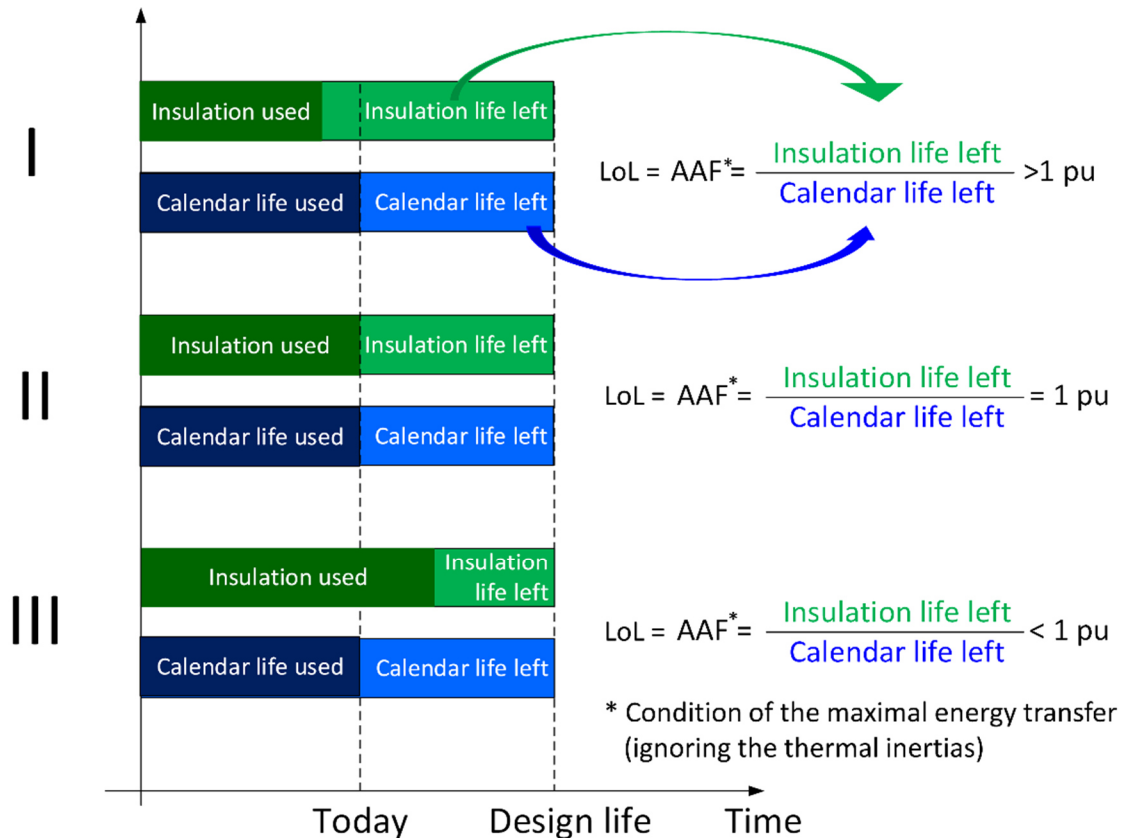 I
Insulation used
Insulation life left
Calendar life used
Calendar life left
LoL = AAF*= Insulation life left / Calendar life left >1 pu
II
Insulation used
Insulation life left
Calendar life used
Calendar life left
LoL = AAF*= Insulation life left / Calendar life left = 1 pu
III
Insulation used
Insulation
life left
Calendar life used
Calendar life left
LoL = AAF*= Insulation life left / Calendar life left < 1 pu
* Condition of the maximal energy transfer
(ignoring the thermal inertias)
Today
Design life
Time